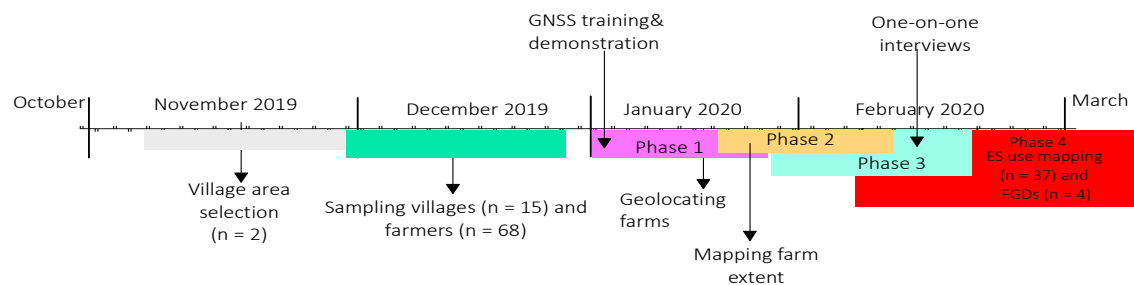 GNSS training&
demonstration
One-on-one
interviews
October
November 2019
December 2019
January 2020
February 2020
March
Phase 1
Phase 2
Phase 3
Phase 4
ES use mapping
(n = 37) and
FGDs (n = 4)
Village area
selection
(n = 2)
Sampling villages (n = 15) and
farmers (n = 68)
Geolocating
farms
Mapping farm
extent